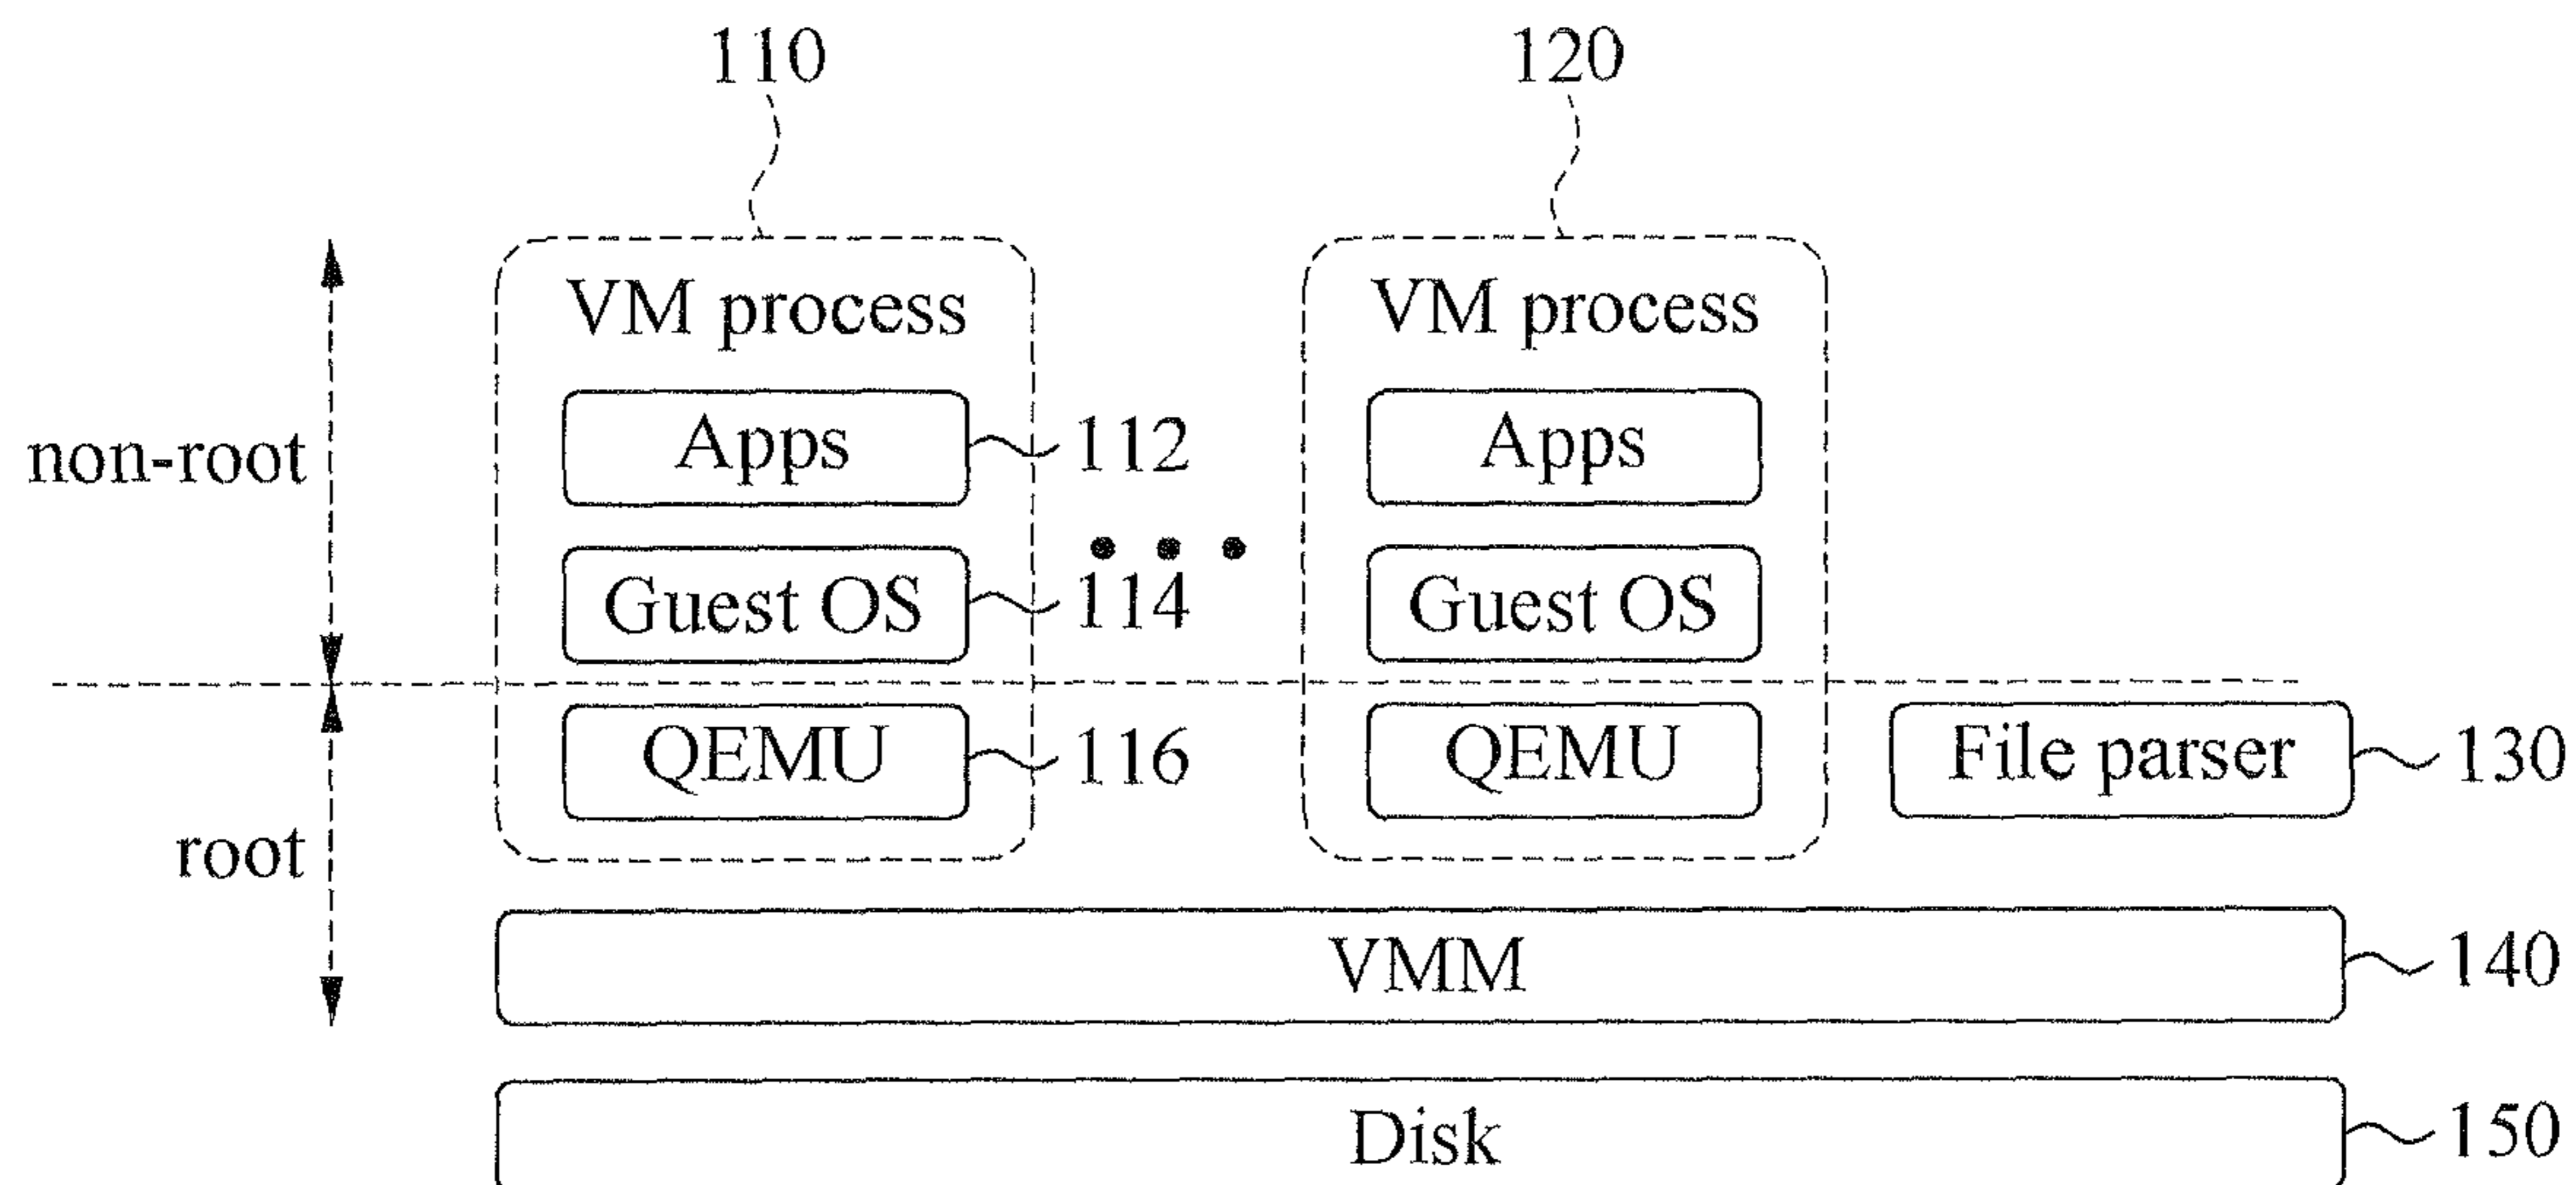 110 120
VM process VM process
non-root Apps 112 Apps
Guest OS 114 Guest OS
QEMU 116 QEMU File parser 130
root
VMM 140
Disk 150